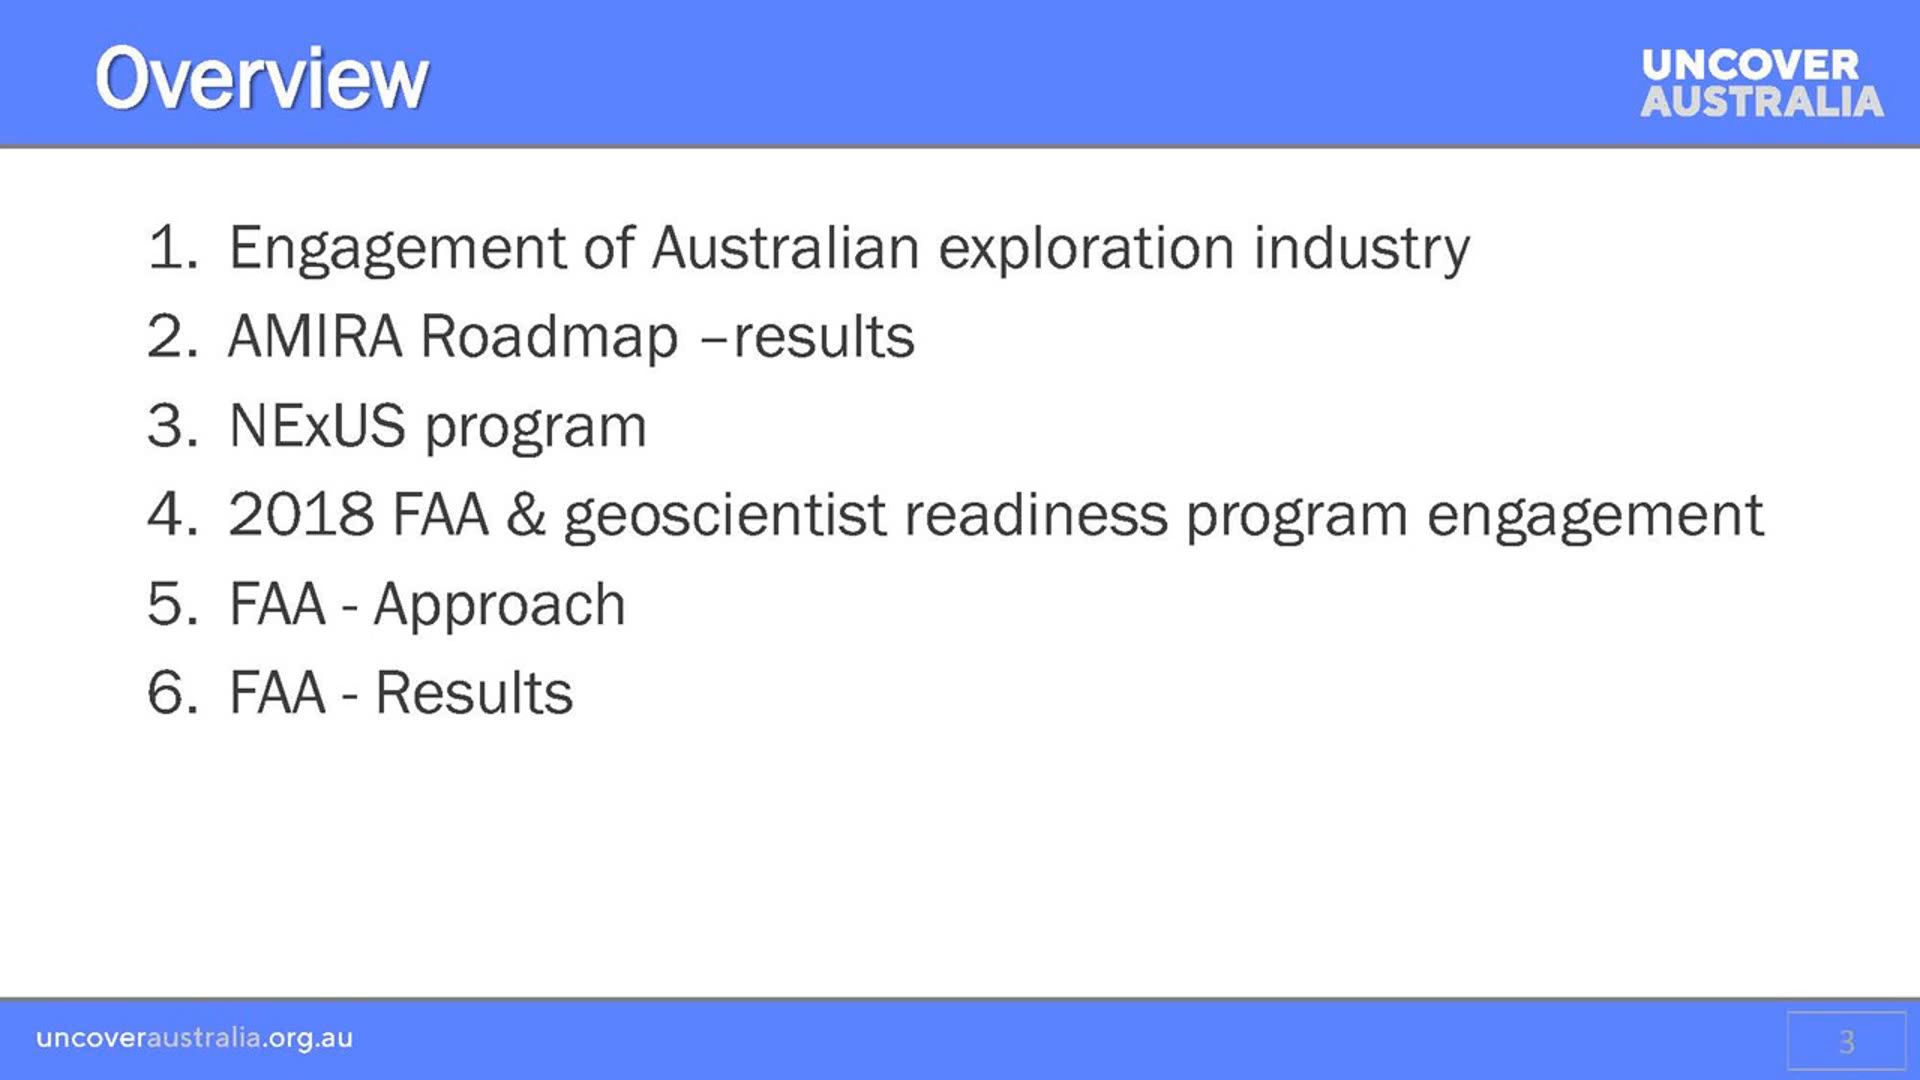 Overview
UNCOVER
AUSTRALIA
1. Engagement of Australian exploration industry
2. AMIRA Roadmap –results
3. NExUS program
4. 2018 FAA & geoscientist readiness program engagement
5. FAA - Approach
6. FAA - Results
uncoveraustralia.org.au
3